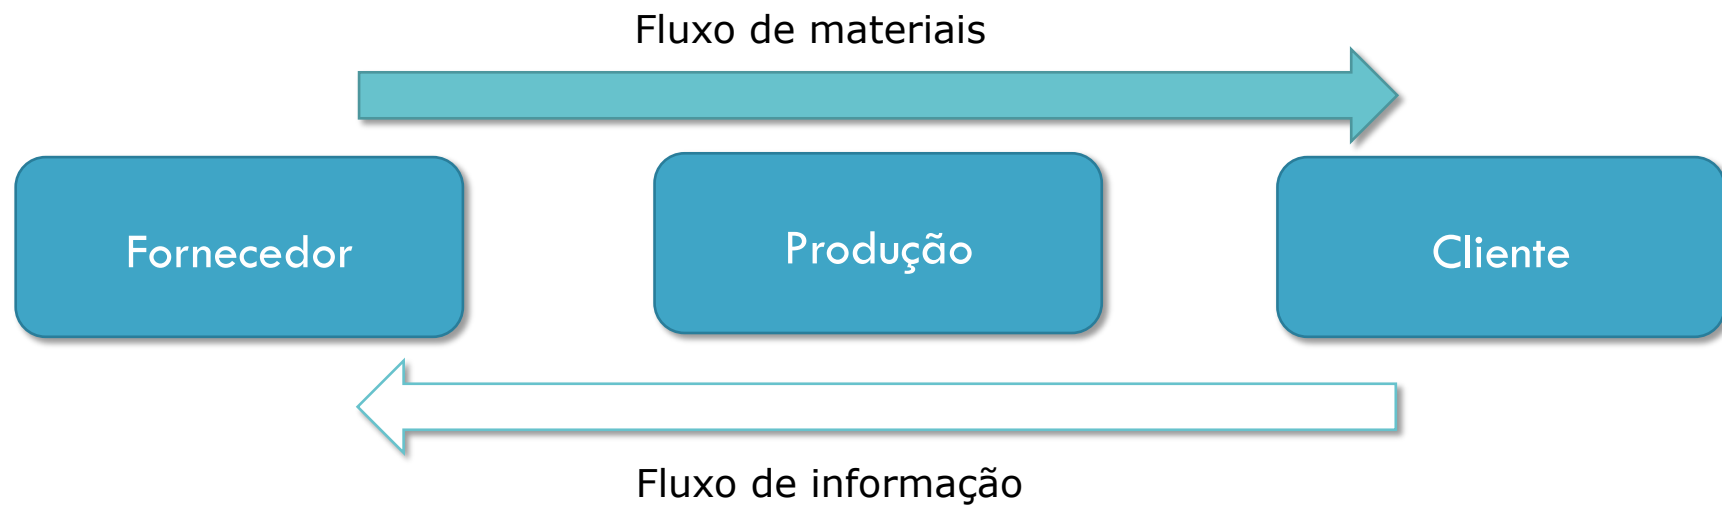 Fluxo de materiais
Fornecedor
Produção
Cliente
Fluxo de informação